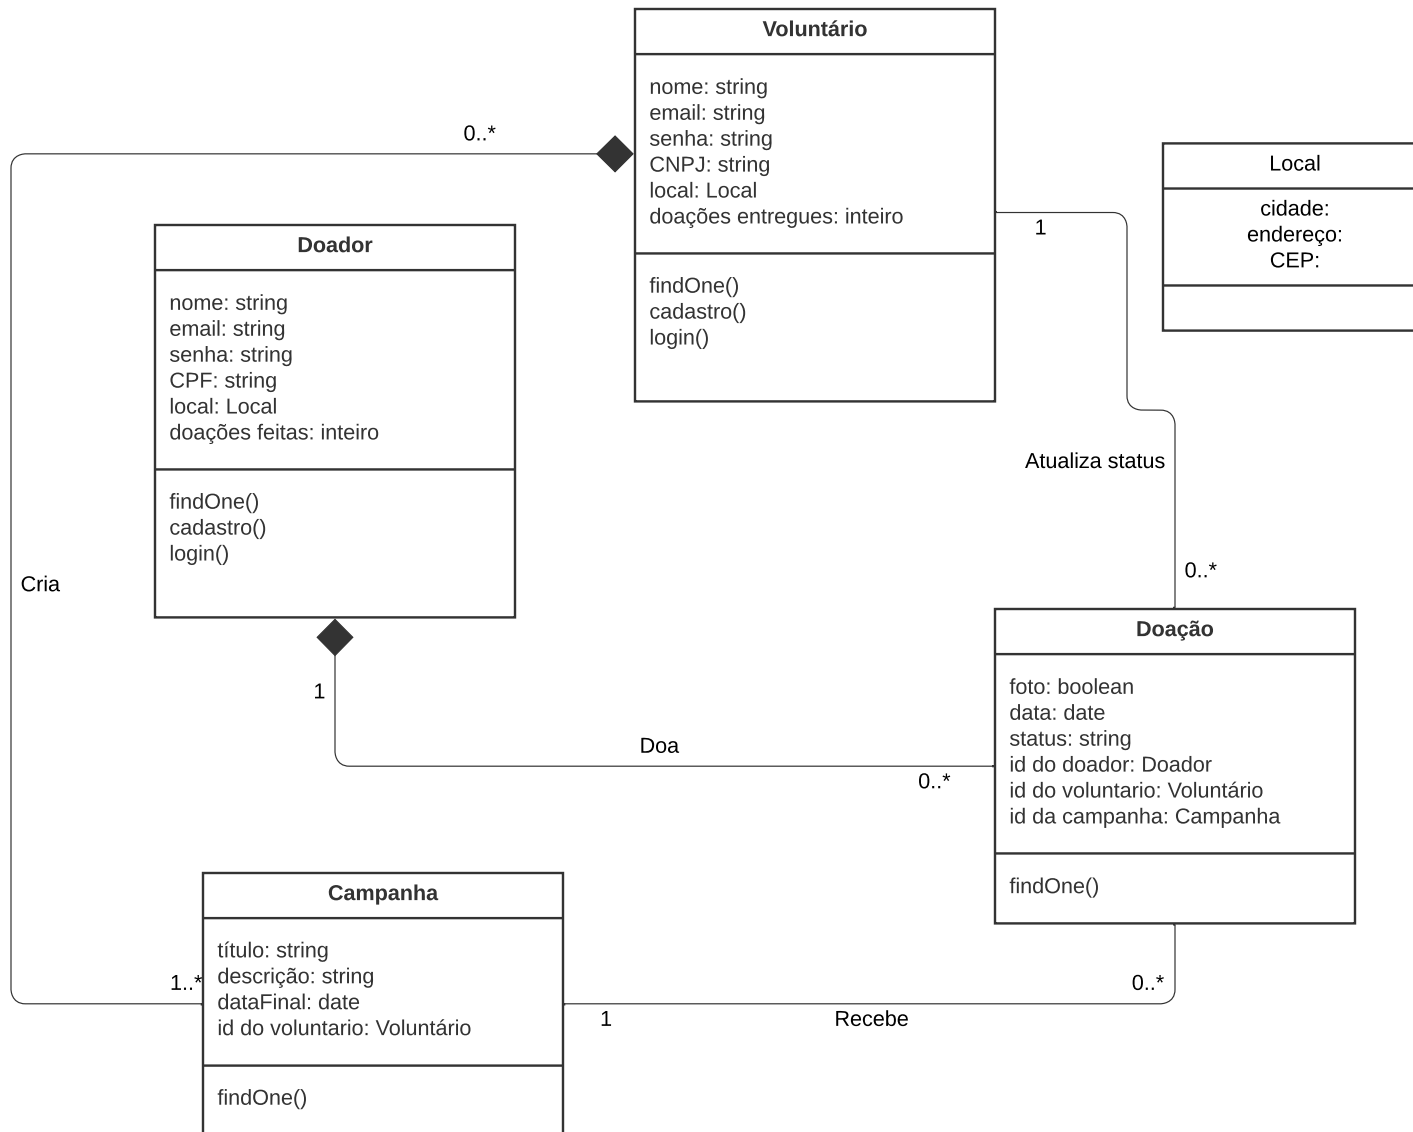 Voluntário
nome: string
email: string
senha: string
CNPJ: string
local: Local
doações entregues: inteiro
findOne()
cadastro()
login()
0..*
1
Local
cidade:
endereço:
CEP:
Doador
nome: string
email: string
senha: string
CPF: string
local: Local
doações feitas: inteiro
findOne()
cadastro()
login()
Atualiza status
Cria
0..*
1
Doa
0..*
Doação
foto: boolean
data: date
status: string
id do doador: Doador
id do voluntario: Voluntário
id da campanha: Campanha
findOne()
Campanha
título: string
descrição: string
dataFinal: date
id do voluntario: Voluntário
findOne()
1..*
1
Recebe
0..*